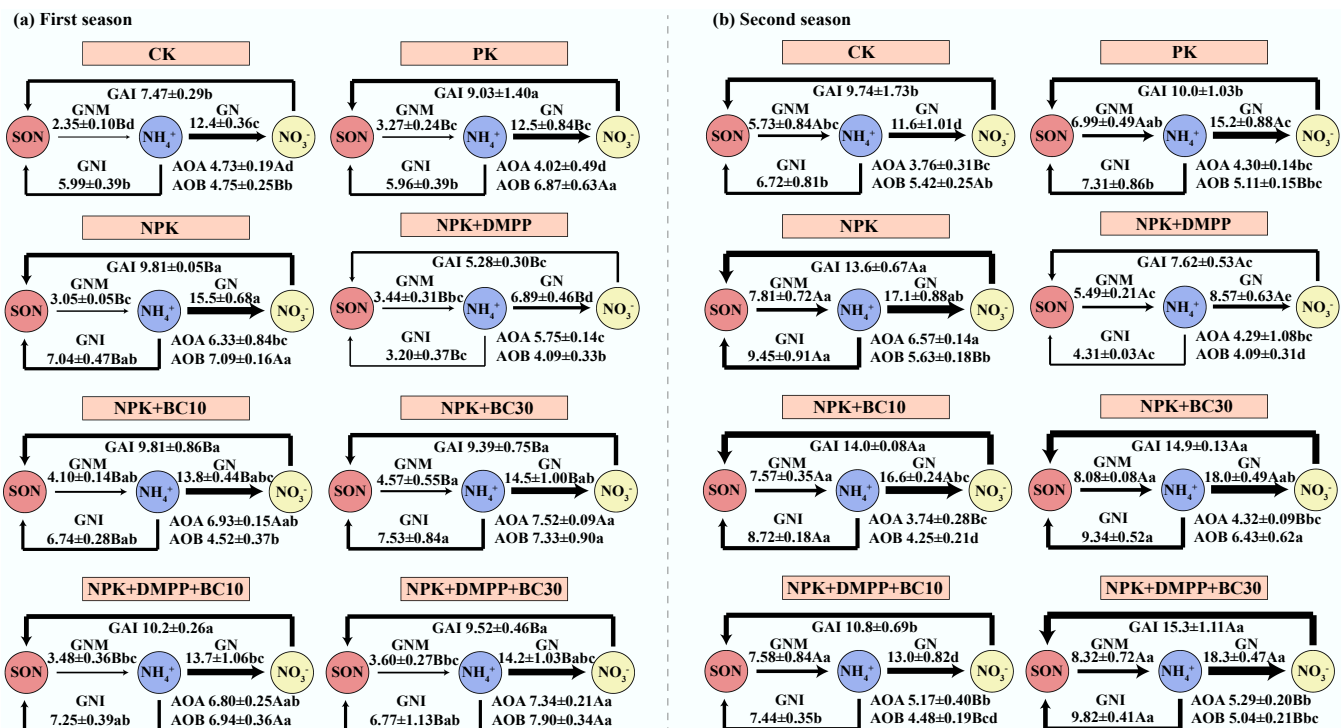 (a) First season
CK
GAI 7.47±0.29b
GNM
GN
2.35±0.10Bd
12.4±0.36c
SON
NH₄⁺
NO₃⁻
GNI
5.99±0.39b
AOA 4.73±0.19Ad
AOB 4.75±0.25Bb
PK
GAI 9.03±1.40a
GNM
GN
3.27±0.24Bc
12.5±0.84Bc
SON
NH₄⁺
NO₃⁻
GNI
5.96±0.39b
AOA 4.02±0.49d
AOB 6.87±0.63Aa
NPK
GAI 9.81±0.05Ba
GNM
GN
3.05±0.05Bc
15.5±0.68a
SON
NH₄⁺
NO₃⁻
GNI
7.04±0.47Bab
AOA 6.33±0.84bc
AOB 7.09±0.16Aa
NPK+DMPP
GAI 5.28±0.30Bc
GNM
GN
3.44±0.31Bbc
6.89±0.46Bd
SON
NH₄⁺
NO₃⁻
GNI
3.20±0.37Bc
AOA 5.75±0.14c
AOB 4.09±0.33b
NPK+BC10
GAI 9.81±0.86Ba
GNM
GN
4.10±0.14Bab
13.8±0.44Babc
SON
NH₄⁺
NO₃⁻
GNI
6.74±0.28Bab
AOA 6.93±0.15Aab
AOB 4.52±0.37b
NPK+BC30
GAI 9.39±0.75Ba
GNM
GN
4.57±0.55Ba
14.5±1.00Bab
SON
NH₄⁺
NO₃⁻
GNI
7.53±0.84a
AOA 7.52±0.09Aa
AOB 7.33±0.90a
NPK+DMPP+BC10
GAI 10.2±0.26a
GNM
GN
3.48±0.36Bbc
13.7±1.06bc
SON
NH₄⁺
NO₃⁻
GNI
7.25±0.39ab
AOA 6.80±0.25Aab
AOB 6.94±0.36Aa
NPK+DMPP+BC30
GAI 9.52±0.46Ba
GNM
GN
3.60±0.27Bbc
14.2±1.03Babc
SON
NH₄⁺
NO₃⁻
GNI
6.77±1.13Bab
AOA 7.34±0.21Aa
AOB 7.90±0.34Aa
(b) Second season
CK
GAI 9.74±1.73b
GNM
GN
5.73±0.84Abc
11.6±1.01d
SON
NH₄⁺
NO₃⁻
GNI
6.72±0.81b
AOA 3.76±0.31Bc
AOB 5.42±0.25Ab
PK
GAI 10.0±1.03b
GNM
GN
6.99±0.49Aab
15.2±0.88Ac
SON
NH₄⁺
NO₃⁻
GNI
7.31±0.86b
AOA 4.30±0.14bc
AOB 5.11±0.15Bbc
NPK
GAI 13.6±0.67Aa
GNM
GN
7.81±0.72Aa
17.1±0.88ab
SON
NH₄⁺
NO₃⁻
GNI
9.45±0.91Aa
AOA 6.57±0.14a
AOB 5.63±0.18Bb
NPK+DMPP
GAI 7.62±0.53Ac
GNM
GN
5.49±0.21Ac
8.57±0.63Ae
SON
NH₄⁺
NO₃⁻
GNI
4.31±0.03Ac
AOA 4.29±1.08bc
AOB 4.09±0.31d
NPK+BC10
GAI 14.0±0.08Aa
GNM
GN
7.57±0.35Aa
16.6±0.24Abc
SON
NH₄⁺
NO₃⁻
GNI
8.72±0.18Aa
AOA 3.74±0.28Bc
AOB 4.25±0.21d
NPK+BC30
GAI 14.9±0.13Aa
GNM
GN
8.08±0.08Aa
18.0±0.49Aab
SON
NH₄⁺
NO₃⁻
GNI
9.34±0.52a
AOA 4.32±0.09Bbc
AOB 6.43±0.62a
NPK+DMPP+BC10
GAI 10.8±0.69b
GNM
GN
7.58±0.84Aa
13.0±0.82d
SON
NH₄⁺
NO₃⁻
GNI
7.44±0.35b
AOA 5.17±0.40Bb
AOB 4.48±0.19Bcd
NPK+DMPP+BC30
GAI 15.3±1.11Aa
GNM
GN
8.32±0.72Aa
18.3±0.47Aa
SON
NH₄⁺
NO₃⁻
GNI
9.82±0.41Aa
AOA 5.29±0.20Bb
AOB 5.04±0.21Bbc